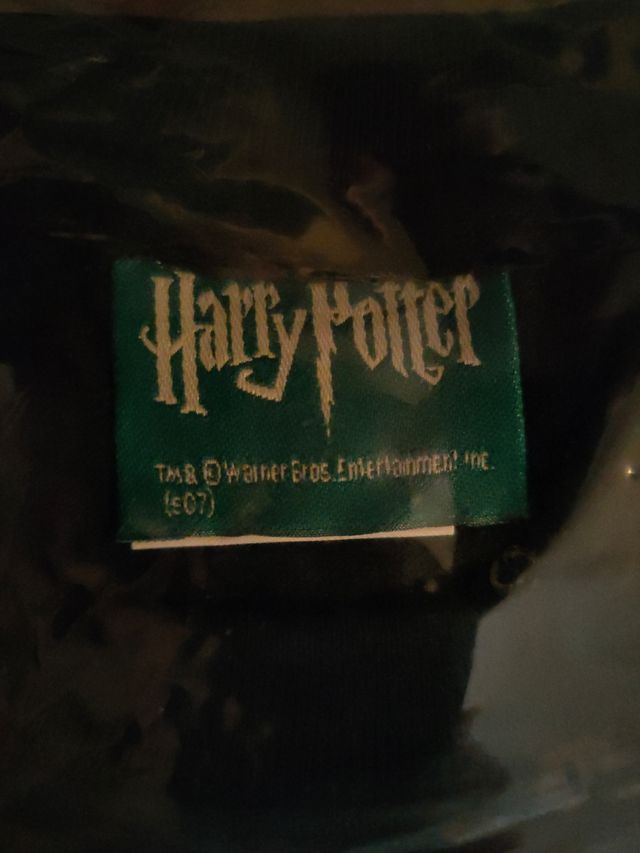 Harry Potter
TM & © Warner Bros. Entertainment Inc.
(s07)